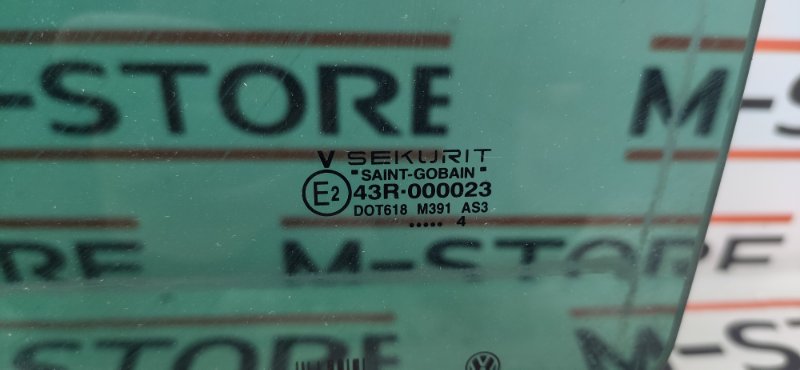 M-STORE M-S
V SEKURIT
"SAINT-GOBAIN"
E2 43R-000023
DOT618 M391 AS3
..... 4
M-STORE
M-STORE